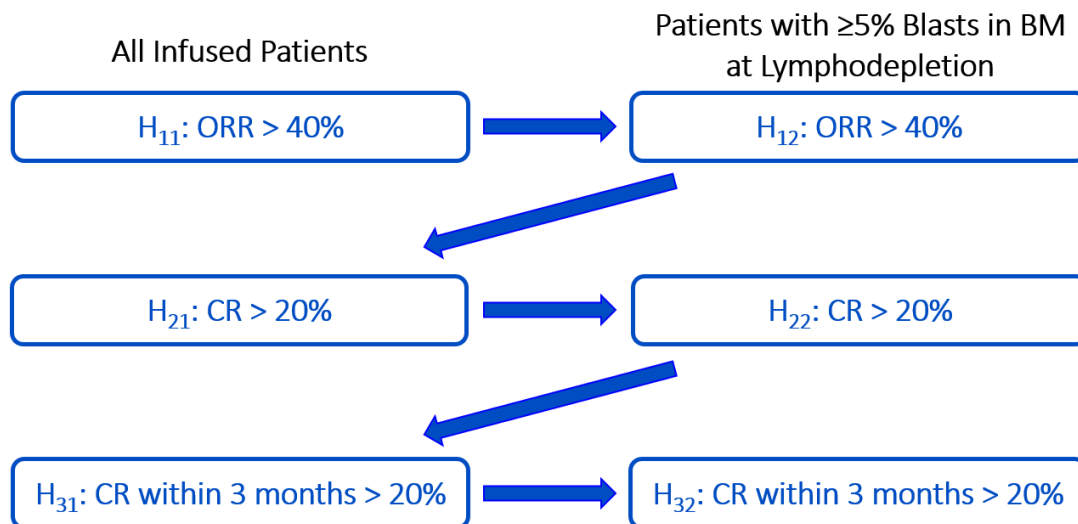 All Infused Patients
Patients with ≥5% Blasts in BM
at Lymphodepletion
H₁₁: ORR > 40%
H₁₂: ORR > 40%
H₂₁: CR > 20%
H₂₂: CR > 20%
H₃₁: CR within 3 months > 20%
H₃₂: CR within 3 months > 20%